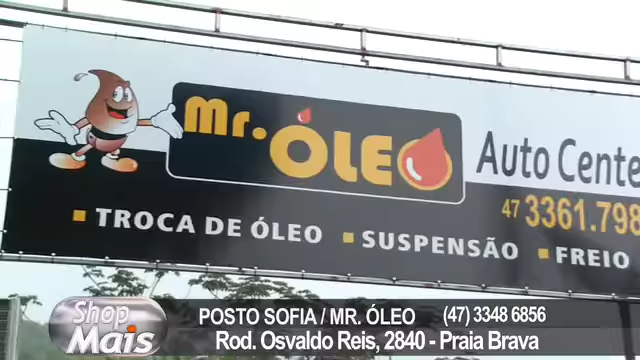 Mr. ÓLEO
Auto Cente
47 3361.798
TROCA DE ÓLEO SUSPENSÃO FREIO
Shop Mais
POSTO SOFIA / MR. ÓLEO (47) 3348 6856
Rod. Osvaldo Reis, 2840 - Praia Brava